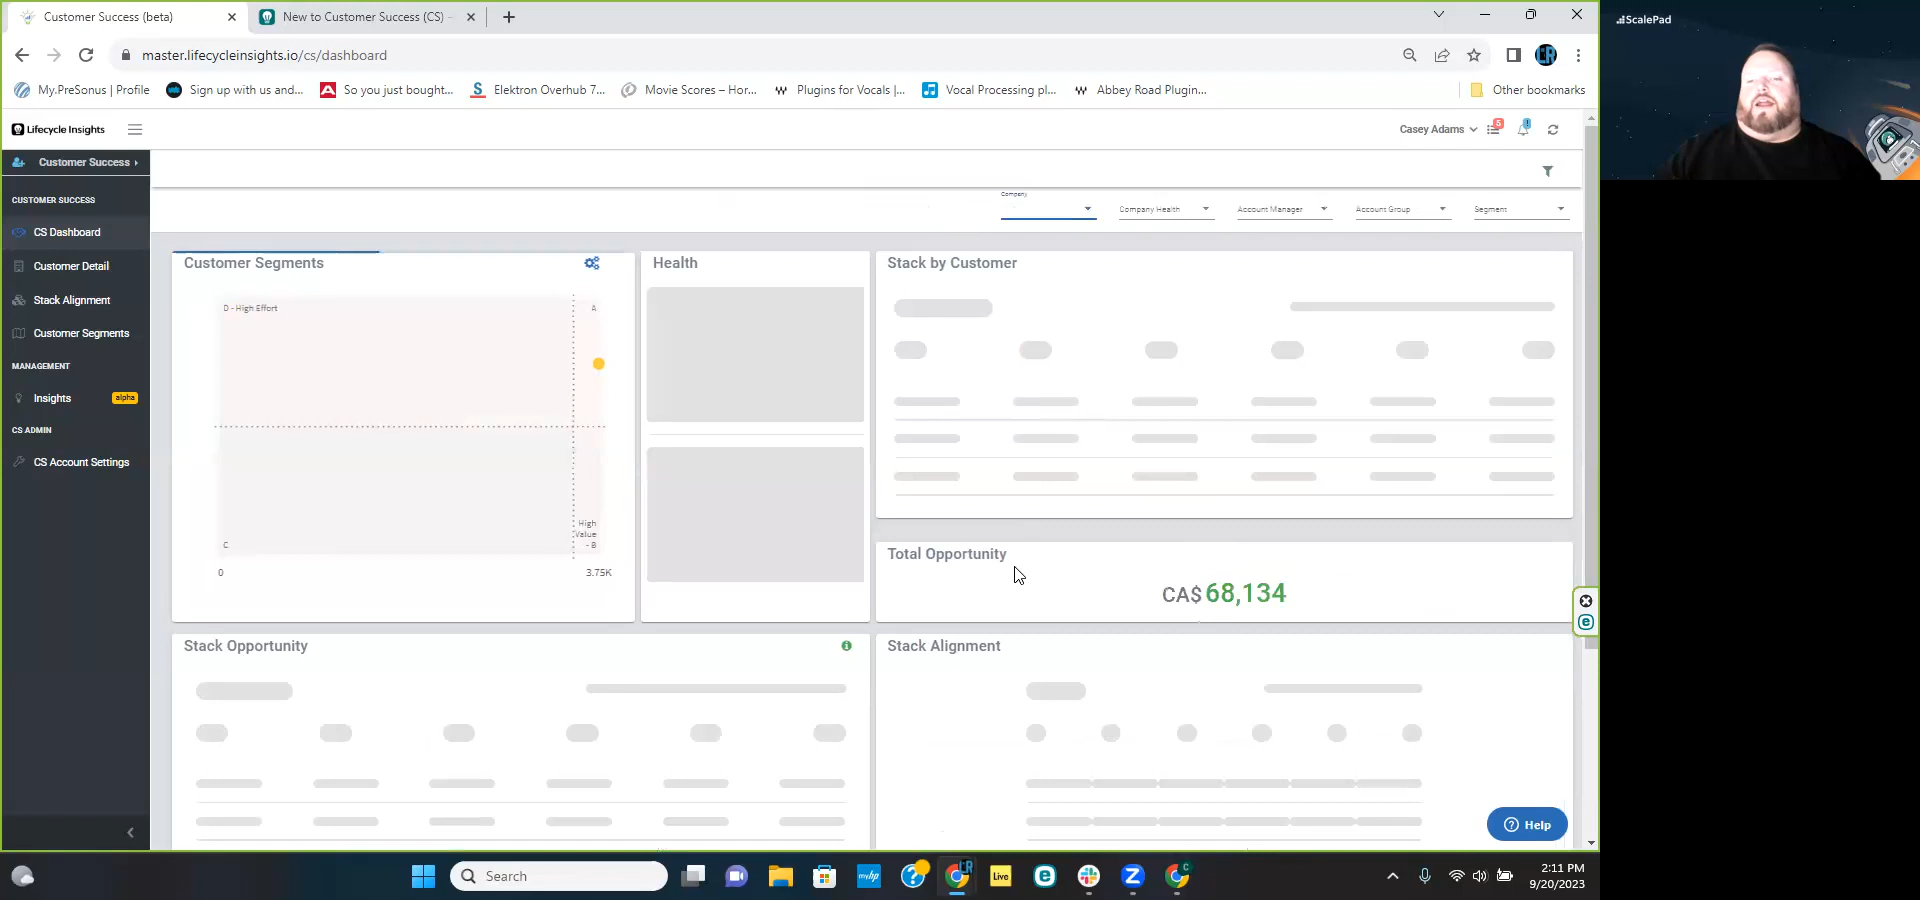 Customer Success (beta)
New to Customer Success (CS) -
master.lifecycleinsights.io/cs/dashboard
My.PreSonus | Profile
Sign up with us and...
So you just bought...
Elektron Overhub 7...
Movie Scores – Hor...
Plugins for Vocals |...
Vocal Processing pl...
Abbey Road Plugin...
Other bookmarks
ScalePad
Lifecycle Insights
Casey Adams
5
Customer Success
CUSTOMER SUCCESS
CS Dashboard
Customer Detail
Stack Alignment
Customer Segments
MANAGEMENT
Insights
alpha
CS ADMIN
CS Account Settings
Company
Company Health
Account Manager
Account Group
Segment
Customer Segments
D - High Effort
A
C
High
Value
- B
0
3.75K
Health
Stack by Customer
Total Opportunity
CA$ 68,134
Stack Opportunity
Stack Alignment
Help
Search
myhp
Live
2:11 PM
9/20/2023